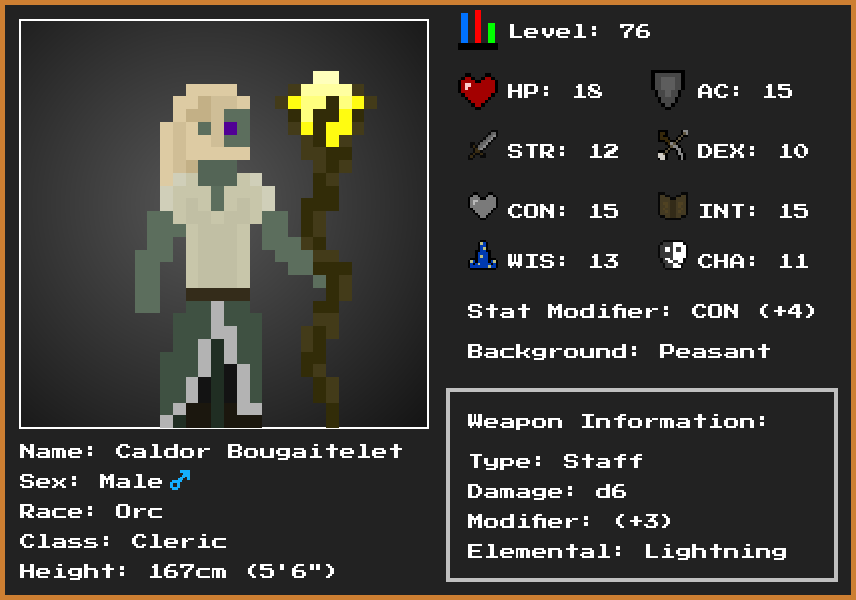 Level: 76
HP: 18 AC: 15
STR: 12 DEX: 10
CON: 15 INT: 15
WIS: 13 CHA: 11
Stat Modifier: CON (+4)
Background: Peasant
Weapon Information:
Type: Staff
Damage: d6
Modifier: (+3)
Elemental: Lightning
Name: Caldor Bougaitelet
Sex: Male ♂
Race: Orc
Class: Cleric
Height: 167cm (5'6")